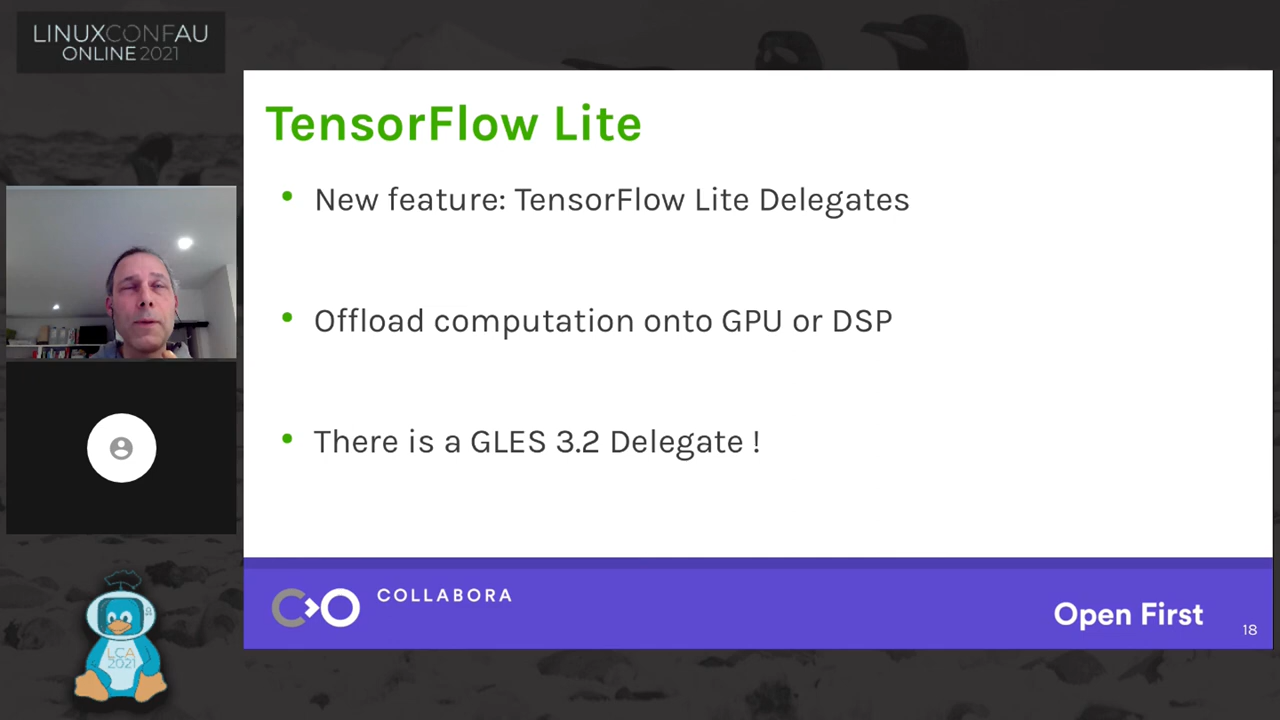 LINUXCONFAU
ONLINE 2021
TensorFlow Lite
• New feature: TensorFlow Lite Delegates
• Offload computation onto GPU or DSP
• There is a GLES 3.2 Delegate !
COLLABORA
Open First
18
LCA
2021